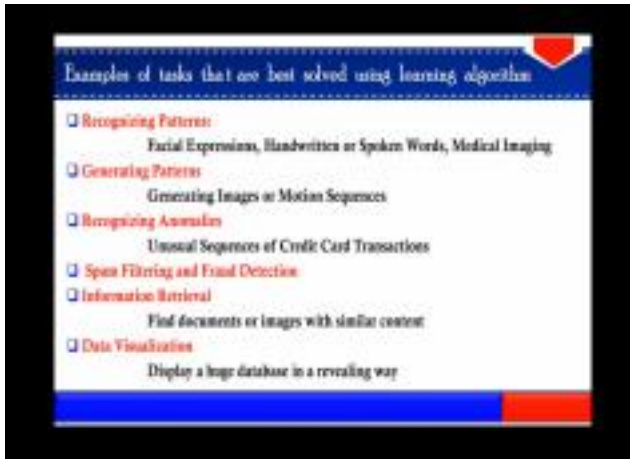 Examples of tasks that are best solved using learning algorithm
Recognizing Patterns:
Facial Expressions, Handwritten or Spoken Words, Medical Imaging
Generating Patterns
Generating Images or Motion Sequences
Recognizing Anomalies
Unusual Sequences of Credit Card Transactions
Spam Filtering and Fraud Detection
Information Retrieval
Find documents or images with similar content
Data Visualization
Display a huge database in a revealing way